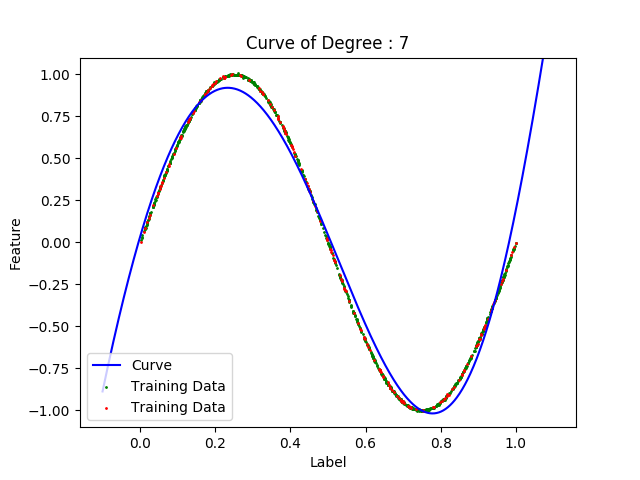 Curve of Degree : 7
1.00
0.75
0.50
0.25
0.00
−0.25
−0.50
−0.75
−1.00
Feature
Curve
Training Data
Training Data
0.0 0.2 0.4 0.6 0.8 1.0
Label